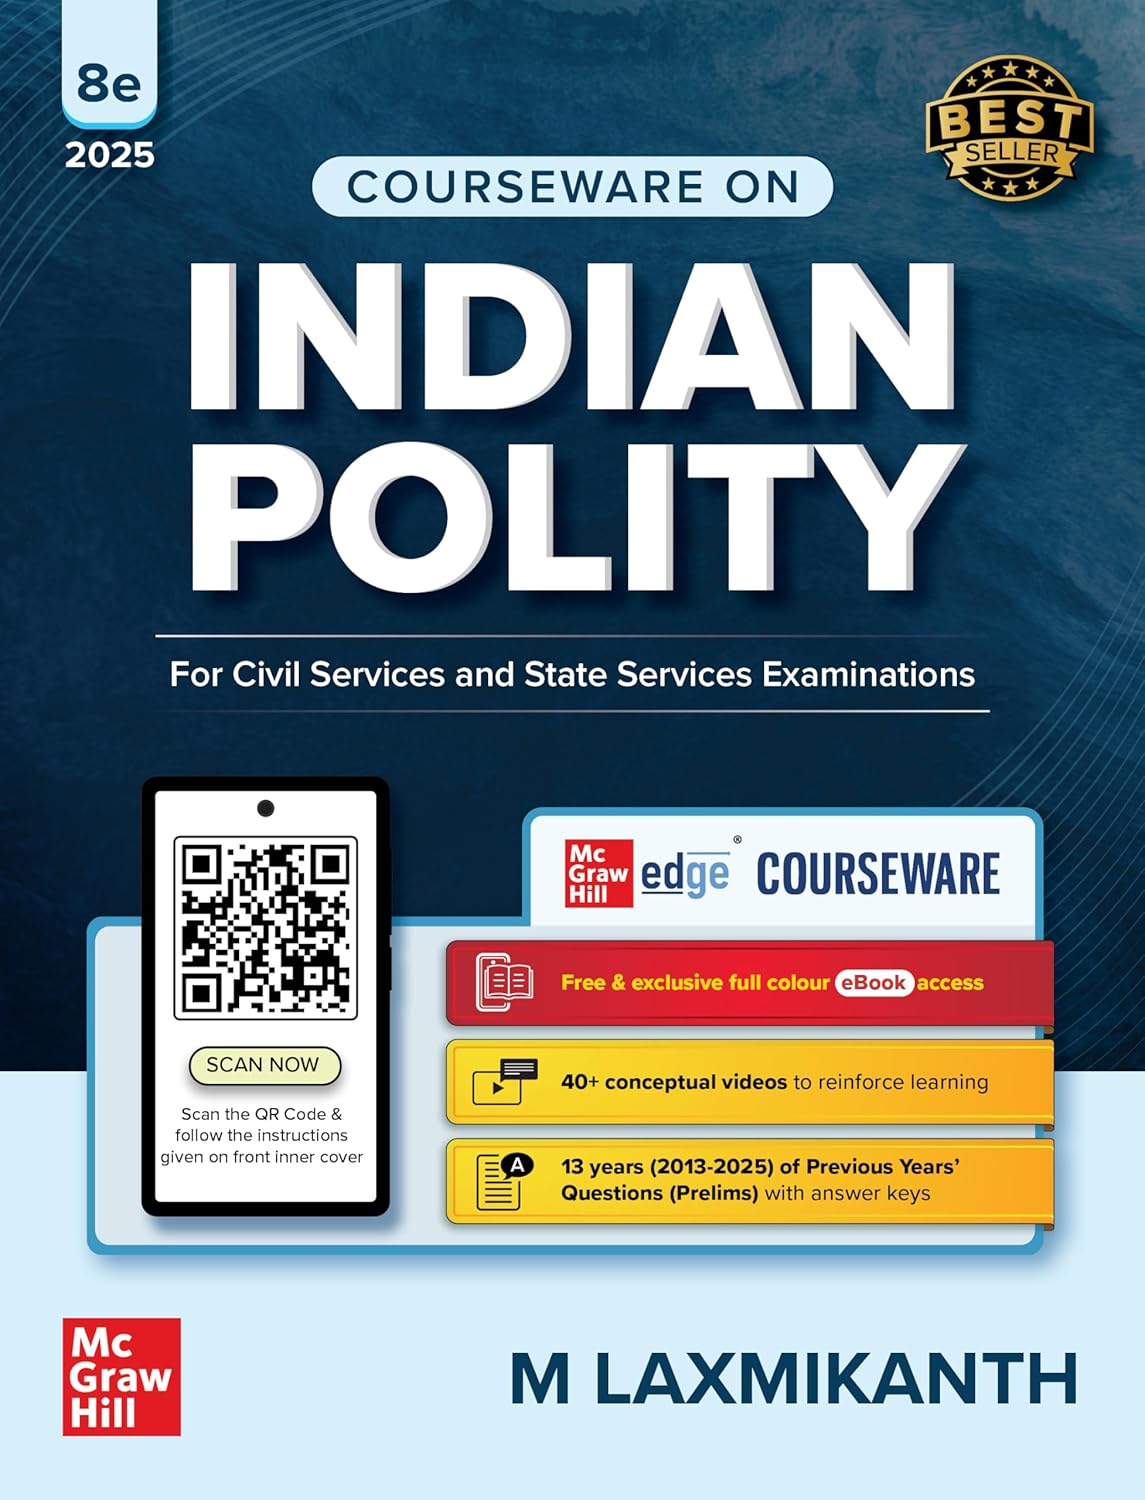 8e
2025
BEST
SELLER
COURSEWARE ON
INDIAN
POLITY
For Civil Services and State Services Examinations
Mc
Graw
Hill
edge®
COURSEWARE
SCAN NOW
Scan the QR Code &
follow the instructions
given on front inner cover
Free & exclusive full colour eBook access
40+ conceptual videos to reinforce learning
A
13 years (2013-2025) of Previous Years’
Questions (Prelims) with answer keys
Mc
Graw
Hill
M LAXMIKANTH